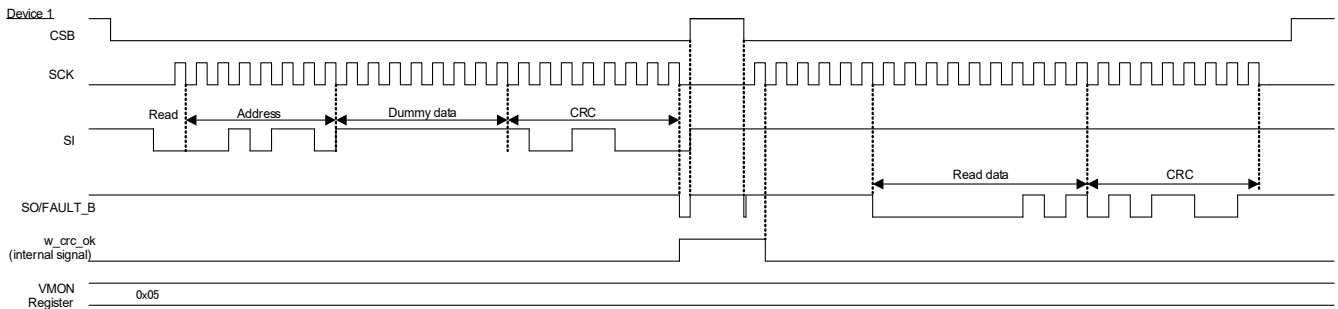 Device 1
CSB
SCK
Read Address Dummy data CRC
SI
Read data CRC
SO/FAULT_B
w_crc_ok
(internal signal)
VMON
Register
0x05